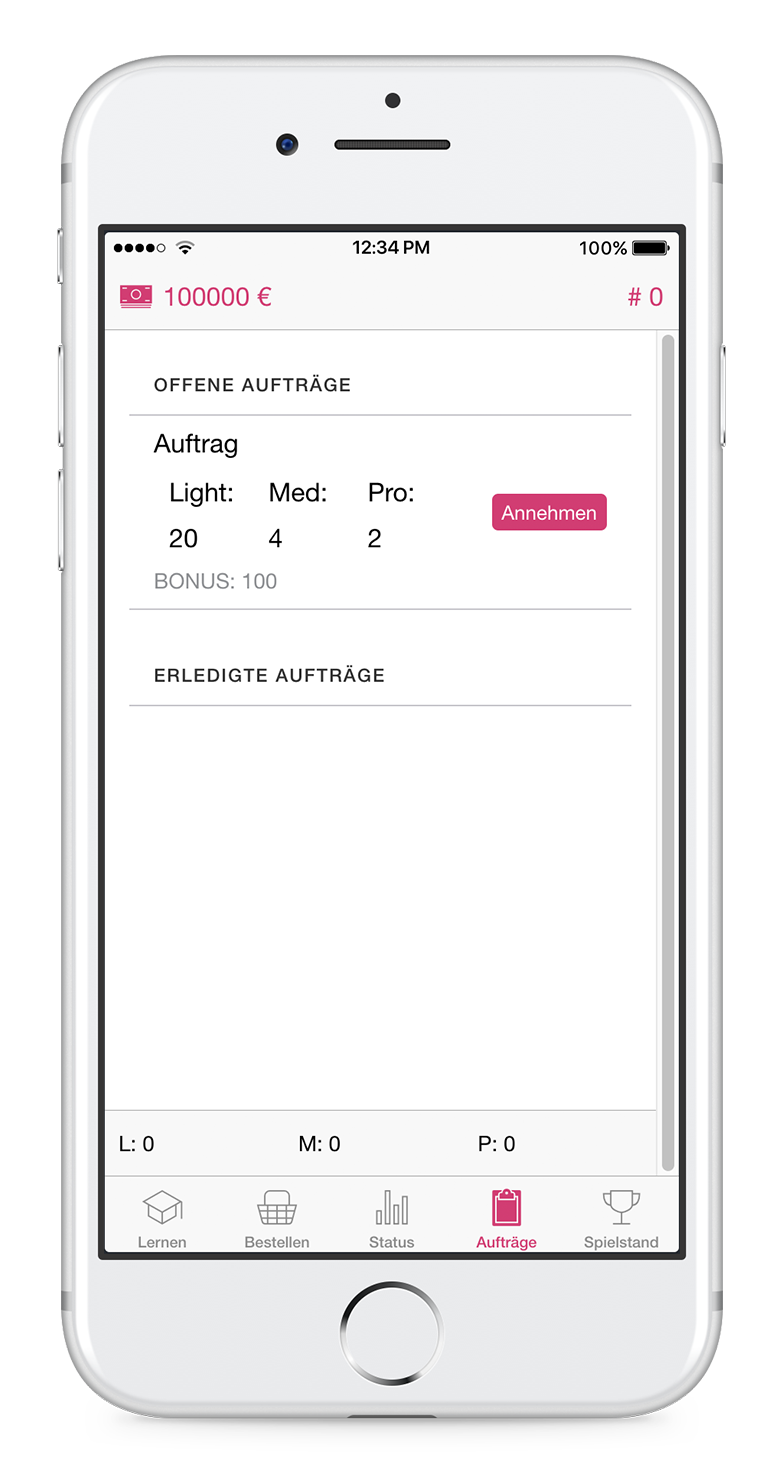 12:34 PM 100%
100000 € # 0
OFFENE AUFTRÄGE
Auftrag
Light: Med: Pro:
Annehmen
20 4 2
BONUS: 100
ERLEDIGTE AUFTRÄGE
L: 0 M: 0 P: 0
Lernen Bestellen Status Aufträge Spielstand